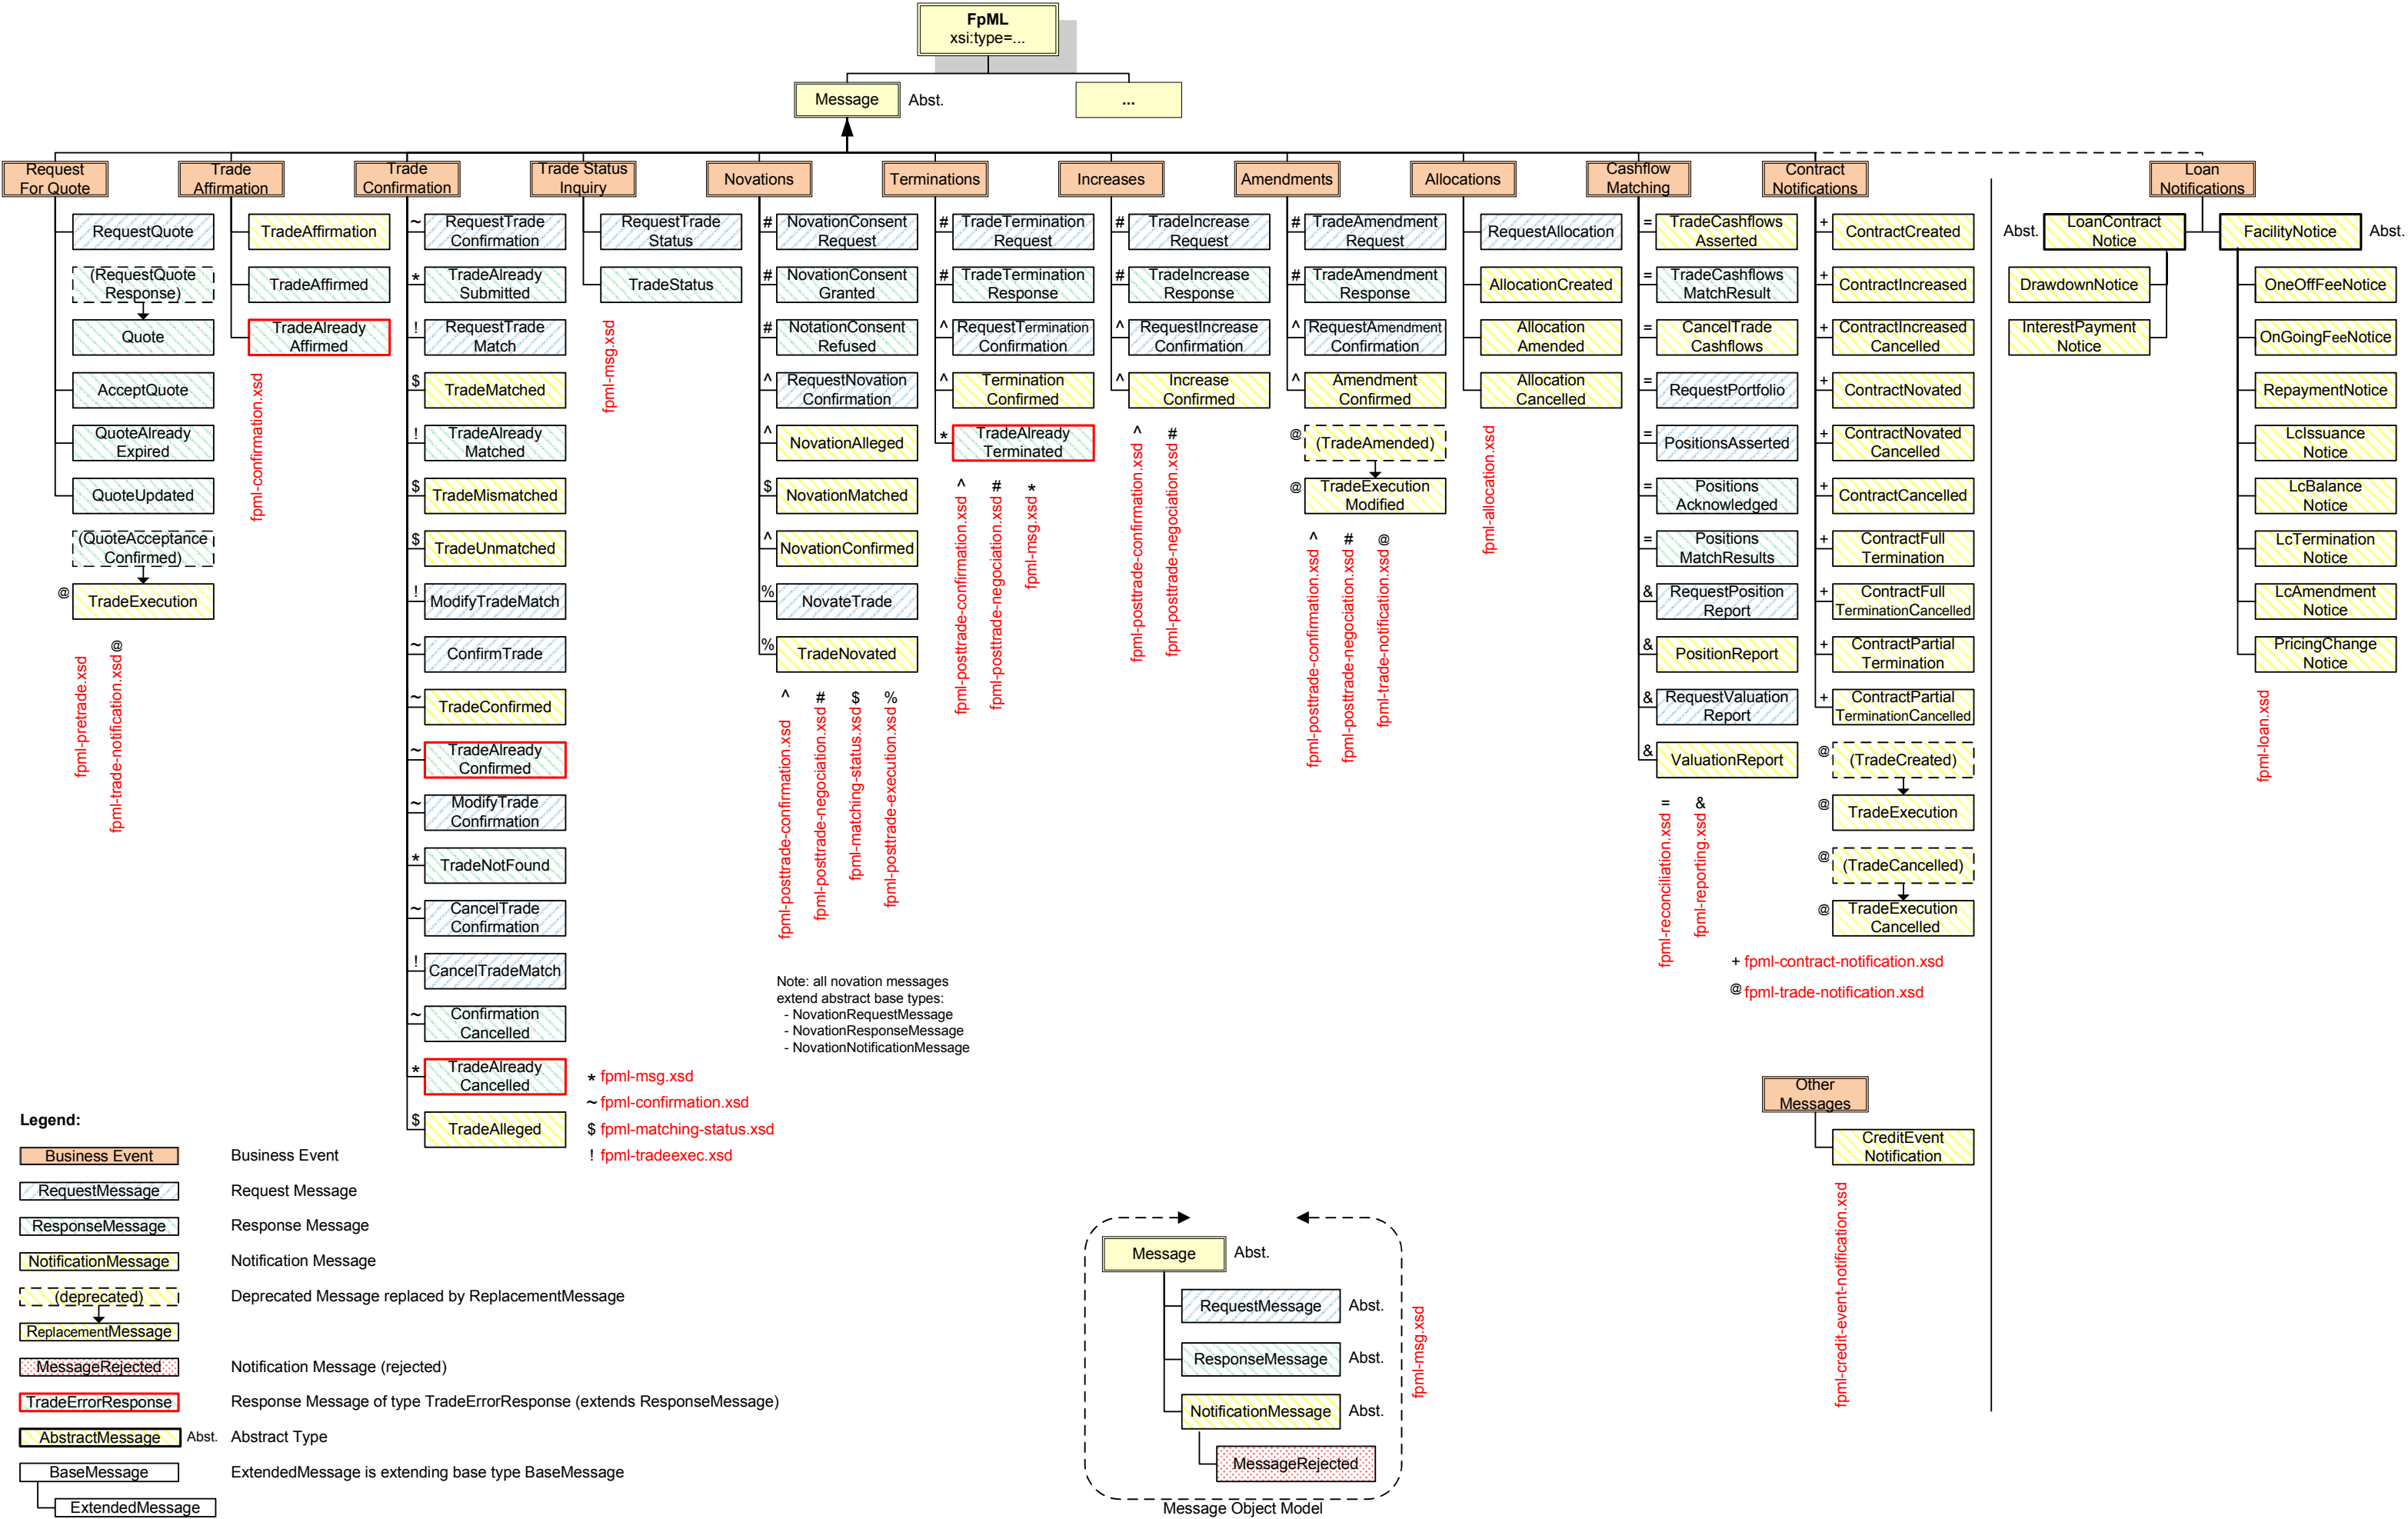 FpML
xsi:type=...
Message
Abst.
...
Request
For Quote
RequestQuote
(RequestQuote
Response)
Quote
AcceptQuote
QuoteAlready
Expired
QuoteUpdated
(QuoteAcceptance
Confirmed)
@
TradeExecution
fpml-pretrade.xsd
fpml-trade-notification.xsd @
Trade
Affirmation
TradeAffirmation
TradeAffirmed
TradeAlready
Affirmed
fpml-confirmation.xsd
Trade
Confirmation
~ RequestTrade
Confirmation
* TradeAlready
Submitted
! RequestTrade
Match
$ TradeMatched
! TradeAlready
Matched
$ TradeMismatched
$ TradeUnmatched
! ModifyTradeMatch
~ ConfirmTrade
~ TradeConfirmed
~ TradeAlready
Confirmed
~ ModifyTrade
Confirmation
* TradeNotFound
~ CancelTrade
Confirmation
! CancelTradeMatch
~ Confirmation
Cancelled
* TradeAlready
Cancelled
$ TradeAlleged
* fpml-msg.xsd
~ fpml-confirmation.xsd
$ fpml-matching-status.xsd
! fpml-tradeexec.xsd
Trade Status
Inquiry
RequestTrade
Status
TradeStatus
fpml-msg.xsd
Novations
# NovationConsent
Request
# NovationConsent
Granted
# NotationConsent
Refused
^ RequestNovation
Confirmation
^ NovationAlleged
$ NovationMatched
^ NovationConfirmed
% NovateTrade
% TradeNovated
fpml-posttrade-confirmation.xsd ^
fpml-posttrade-negociation.xsd #
fpml-matching-status.xsd $
fpml-posttrade-execution.xsd %
Note: all novation messages
extend abstract base types:
- NovationRequestMessage
- NovationResponseMessage
- NovationNotificationMessage
Terminations
# TradeTermination
Request
# TradeTermination
Response
^ RequestTermination
Confirmation
^ Termination
Confirmed
* TradeAlready
Terminated
fpml-posttrade-confirmation.xsd ^
fpml-posttrade-negociation.xsd #
fpml-msg.xsd *
Increases
# TradeIncrease
Request
# TradeIncrease
Response
^ RequestIncrease
Confirmation
^ Increase
Confirmed
fpml-posttrade-confirmation.xsd ^
fpml-posttrade-negociation.xsd #
Amendments
# TradeAmendment
Request
# TradeAmendment
Response
^ RequestAmendment
Confirmation
^ Amendment
Confirmed
@ (TradeAmended)
@ TradeExecution
Modified
fpml-posttrade-confirmation.xsd ^
fpml-posttrade-negociation.xsd #
fpml-trade-notification.xsd @
Allocations
RequestAllocation
AllocationCreated
Allocation
Amended
Allocation
Cancelled
fpml-allocation.xsd
Cashflow
Matching
= TradeCashflows
Asserted
= TradeCashflows
MatchResult
= CancelTrade
Cashflows
= RequestPortfolio
= PositionsAsserted
= Positions
Acknowledged
= Positions
MatchResults
& RequestPosition
Report
& PositionReport
& RequestValuation
Report
& ValuationReport
fpml-reconciliation.xsd =
fpml-reporting.xsd &
Contract
Notifications
+ ContractCreated
+ ContractIncreased
+ ContractIncreased
Cancelled
+ ContractNovated
+ ContractNovated
Cancelled
+ ContractCancelled
+ ContractFull
Termination
+ ContractFull
TerminationCancelled
+ ContractPartial
Termination
+ ContractPartial
TerminationCancelled
@ (TradeCreated)
@ TradeExecution
@ (TradeCancelled)
@ TradeExecution
Cancelled
+ fpml-contract-notification.xsd
@ fpml-trade-notification.xsd
Other
Messages
CreditEvent
Notification
fpml-credit-event-notification.xsd
Loan
Notifications
Abst.
LoanContract
Notice
DrawdownNotice
InterestPayment
Notice
FacilityNotice
Abst.
OneOffFeeNotice
OnGoingFeeNotice
RepaymentNotice
LcIssuance
Notice
LcBalance
Notice
LcTermination
Notice
LcAmendment
Notice
PricingChange
Notice
fpml-loan.xsd
Legend:
Business Event
Business Event
RequestMessage
Request Message
ResponseMessage
Response Message
NotificationMessage
Notification Message
(deprecated)
Deprecated Message replaced by ReplacementMessage
ReplacementMessage
MessageRejected
Notification Message (rejected)
TradeErrorResponse
Response Message of type TradeErrorResponse (extends ResponseMessage)
AbstractMessage
Abst.
Abstract Type
BaseMessage
ExtendedMessage is extending base type BaseMessage
ExtendedMessage
Message
Abst.
RequestMessage
Abst.
ResponseMessage
Abst.
NotificationMessage
Abst.
MessageRejected
fpml-msg.xsd
Message Object Model